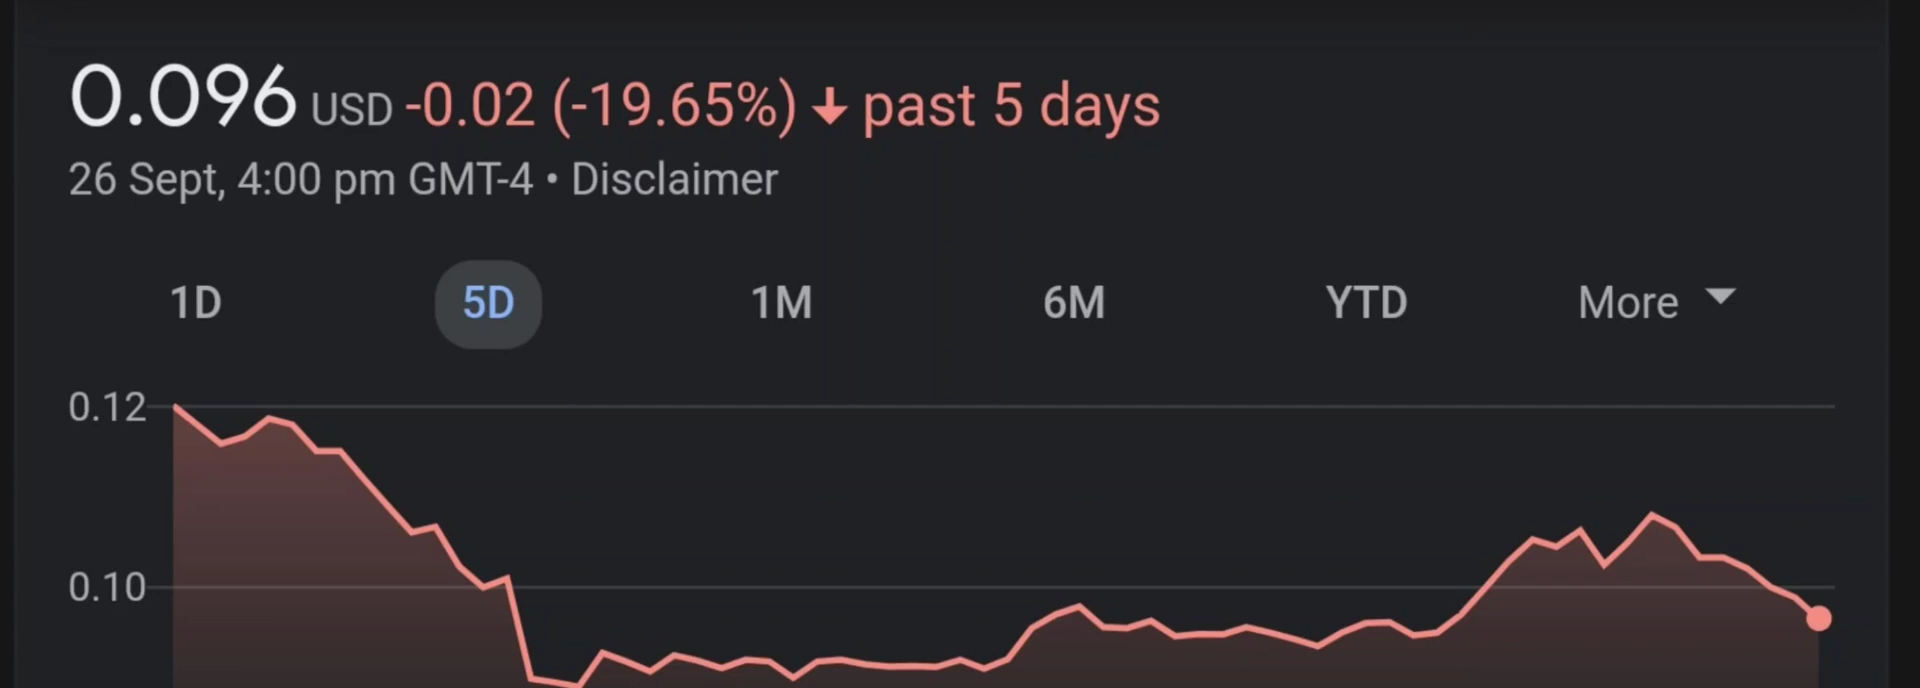 0.096 USD -0.02 (-19.65%) ↓ past 5 days
26 Sept, 4:00 pm GMT-4 • Disclaimer
1D 5D 1M 6M YTD More
0.12
0.10